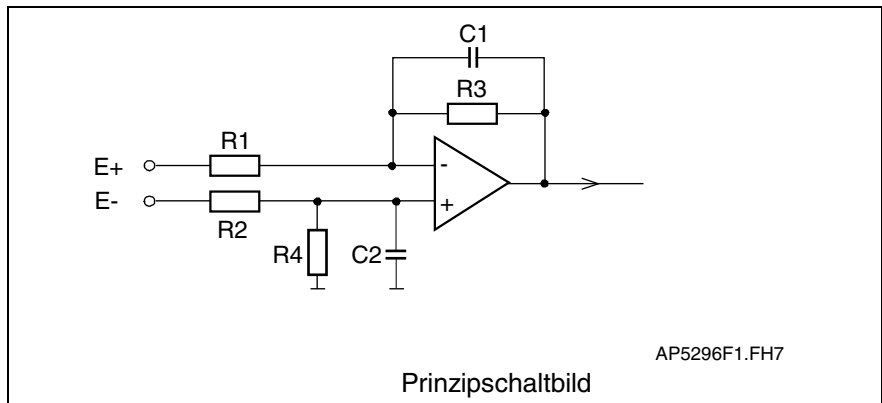 C1
R3
R1
E+
-
E-
+
R2
R4
C2
AP5296F1.FH7
Prinzipschaltbild